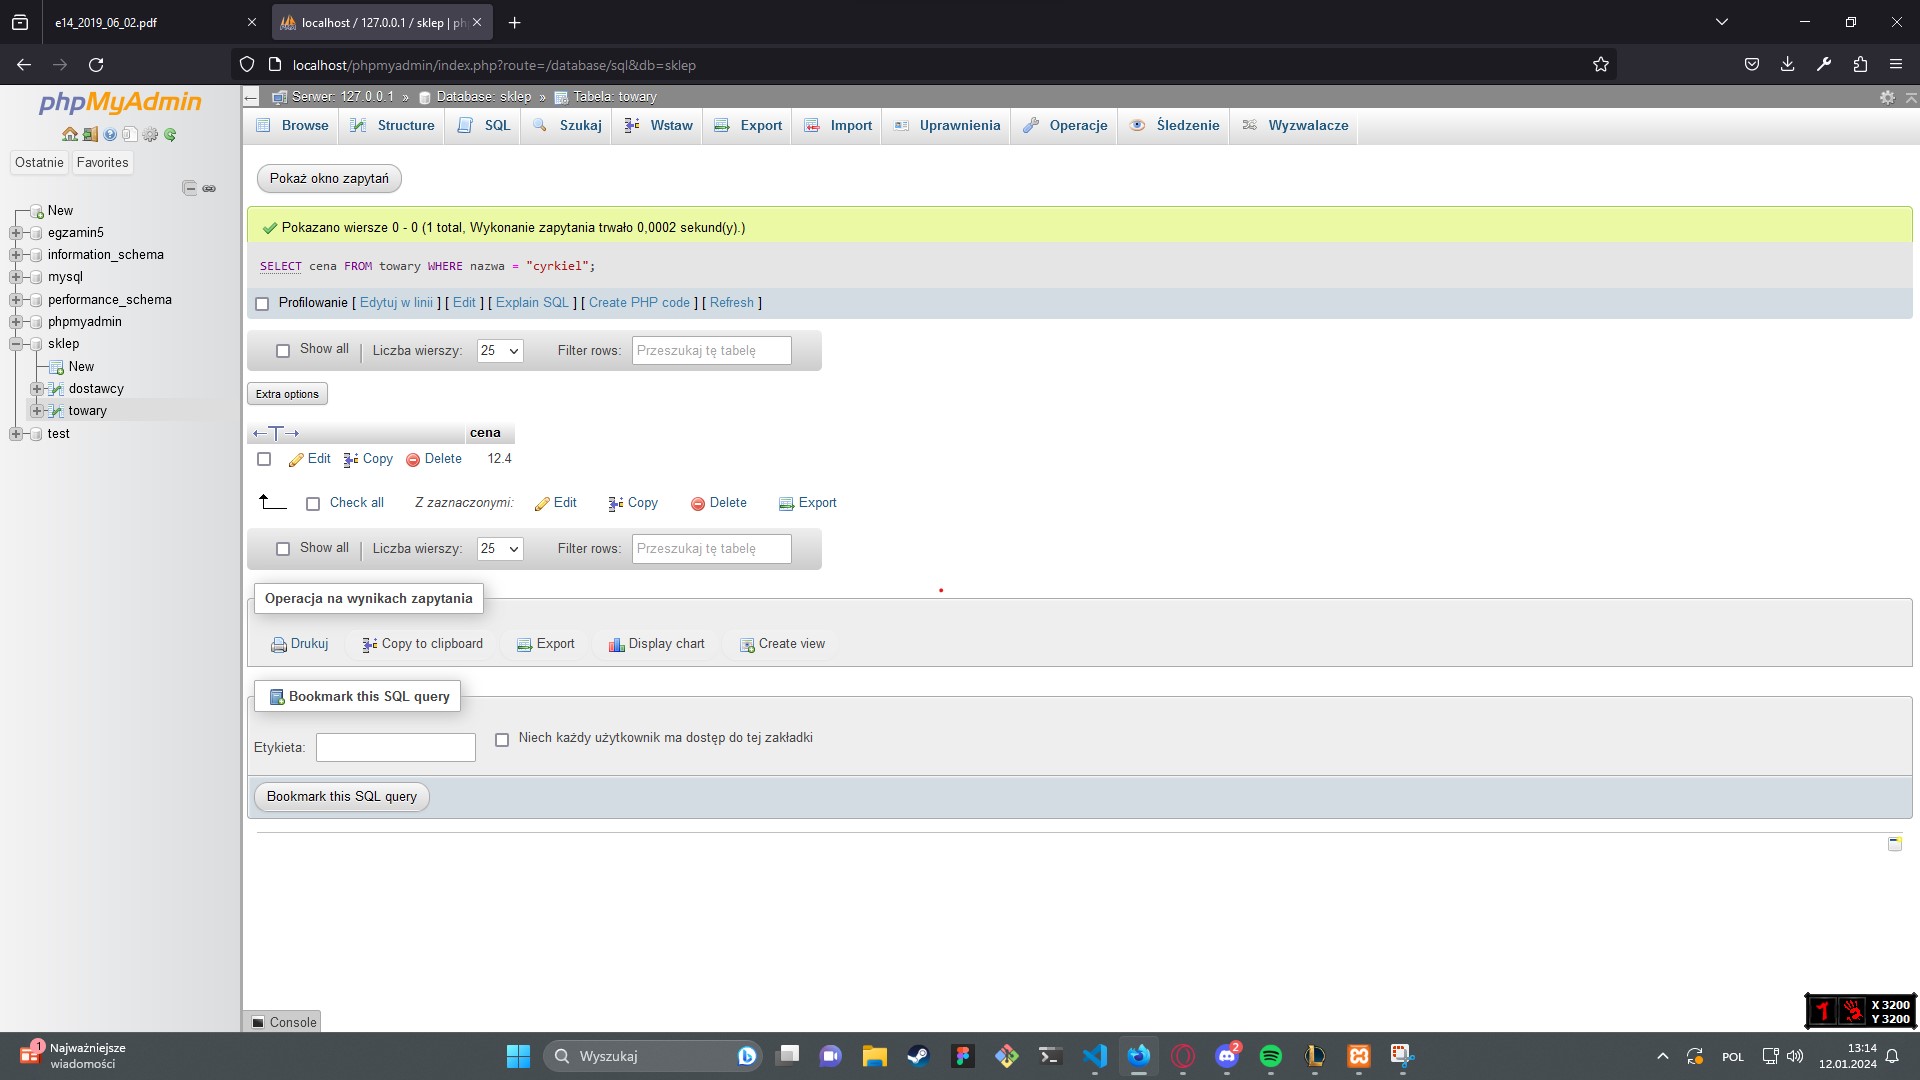 e14_2019_06_02.pdf
localhost / 127.0.0.1 / sklep | ph
localhost/phpmyadmin/index.php?route=/database/sql&db=sklep
phpMyAdmin
Ostatnie Favorites
New
egzamin5
information_schema
mysql
performance_schema
phpmyadmin
sklep
New
dostawcy
towary
test
Serwer: 127.0.0.1 » Database: sklep » Tabela: towary
Browse Structure SQL Szukaj Wstaw Export Import Uprawnienia Operacje Śledzenie Wyzwalacze
Pokaż okno zapytań
Pokazano wiersze 0 - 0 (1 total, Wykonanie zapytania trwało 0,0002 sekund(y).)
SELECT cena FROM towary WHERE nazwa = "cyrkiel";
Profilowanie [ Edytuj w linii ] [ Edit ] [ Explain SQL ] [ Create PHP code ] [ Refresh ]
Show all Liczba wierszy: 25 Filter rows: Przeszukaj tę tabelę
Extra options
←T→ cena
Edit Copy Delete 12.4
Check all Z zaznaczonymi: Edit Copy Delete Export
Show all Liczba wierszy: 25 Filter rows: Przeszukaj tę tabelę
Operacja na wynikach zapytania
Drukuj Copy to clipboard Export Display chart Create view
Bookmark this SQL query
Etykieta: Niech każdy użytkownik ma dostęp do tej zakładki
Bookmark this SQL query
Console
X 3200
Y 3200
1
Najważniejsze
wiadomości
Wyszukaj
2
POL
13:14
12.01.2024